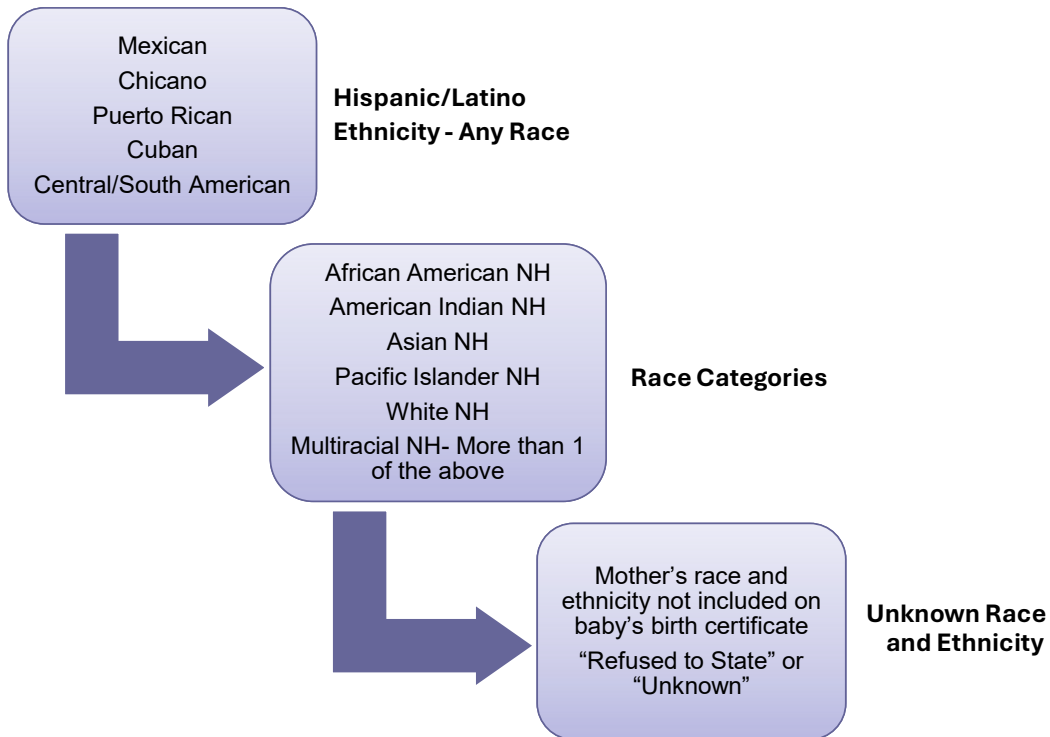 Mexican
Chicano
Puerto Rican
Cuban
Central/South American
Hispanic/Latino
Ethnicity - Any Race
African American NH
American Indian NH
Asian NH
Pacific Islander NH
White NH
Multiracial NH- More than 1
of the above
Race Categories
Mother’s race and
ethnicity not included on
baby’s birth certificate
“Refused to State” or
“Unknown”
Unknown Race
and Ethnicity